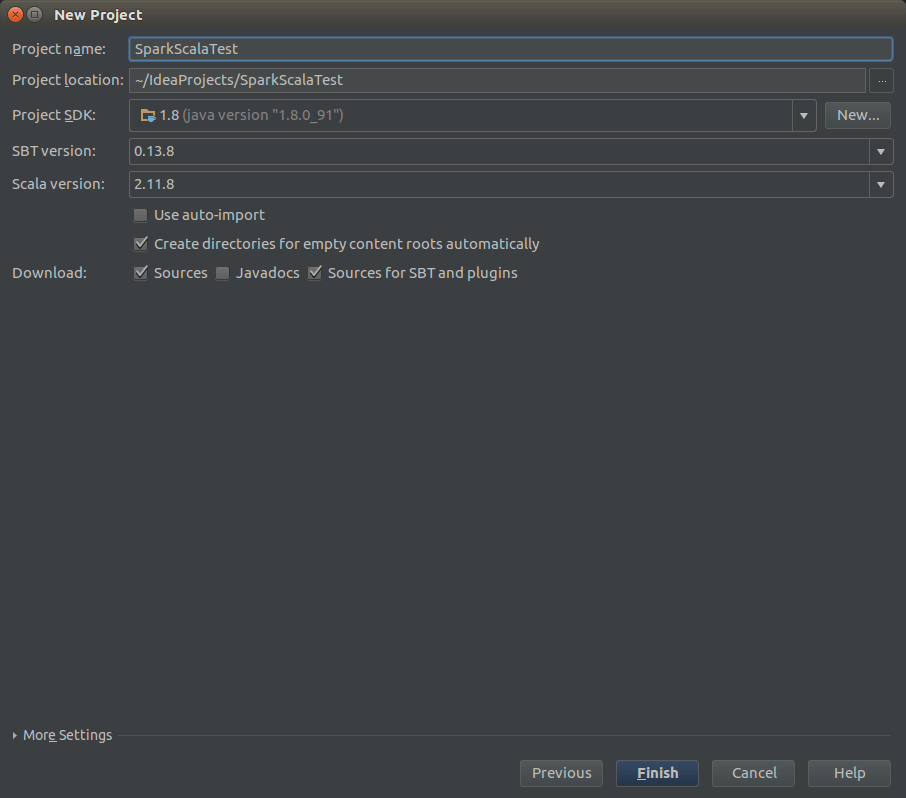 New Project
Project name: SparkScalaTest
Project location: ~/IdeaProjects/SparkScalaTest ...
Project SDK: 1.8 (java version "1.8.0_91") New...
SBT version: 0.13.8
Scala version: 2.11.8
Use auto-import
Create directories for empty content roots automatically
Download: Sources Javadocs Sources for SBT and plugins
More Settings
Previous Finish Cancel Help